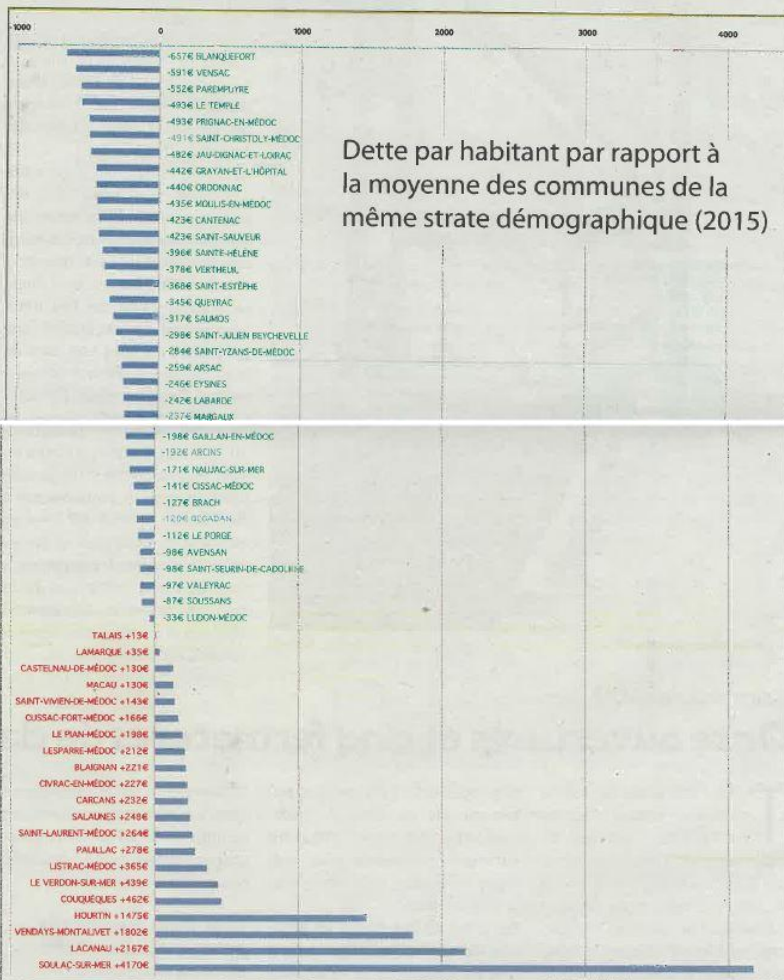 -1000 0 1000 2000 3000 4000
-657€ BLANQUEFORT
-591€ VENSAC
-552€ PAREMPUYRE
-493€ LE TEMPLE
-493€ PRIGNAC-EN-MÉDOC
-491€ SAINT-CHRISTOLY-MÉDOC
-482€ JAU-DIGNAC-ET-LOIRAC
-442€ GRAYAN-ET-L'HÔPITAL
-440€ ORDONNAC
-435€ MOULIS-EN-MÉDOC
-423€ CANTENAC
-423€ SAINT-SAUVEUR
-396€ SAINTE-HÉLÈNE
-378€ VERTHEUIL
-368€ SAINT-ESTÈPHE
-345€ QUEYRAC
-317€ SAUMOS
-298€ SAINT-JULIEN BEYCHEVELLE
-284€ SAINT-YZANS-DE-MÉDOC
-259€ ARSAC
-246€ EYSINES
-242€ LABARDE
-237€ MARGAUX
Dette par habitant par rapport à
la moyenne des communes de la
même strate démographique (2015)
-198€ GAILLAN-EN-MÉDOC
-192€ ARCINS
-171€ NAUJAC-SUR-MER
-141€ CISSAC-MÉDOC
-127€ BRACH
-120€ BÉGADAN
-112€ LE PORGE
-98€ AVENSAN
-98€ SAINT-SEURIN-DE-CADOURNE
-97€ VALEYRAC
-87€ SOUSSANS
-33€ LUDON-MÉDOC
TALAIS +13€
LAMARQUE +35€
CASTELNAU-DE-MÉDOC +130€
MACAU +130€
SAINT-VIVIEN-DE-MÉDOC +143€
CUSSAC-FORT-MÉDOC +166€
LE PIAN-MÉDOC +198€
LESPARRE-MÉDOC +212€
BLAIGNAN +221€
CIVRAC-EN-MÉDOC +227€
CARCANS +232€
SALAUNES +248€
SAINT-LAURENT-MÉDOC +264€
PAUILLAC +278€
LISTRAC-MÉDOC +365€
LE VERDON-SUR-MER +439€
COUQUÈQUES +462€
HOURTIN +1475€
VENDAYS-MONTALIVET +1802€
LACANAU +2167€
SOULAC-SUR-MER +4170€